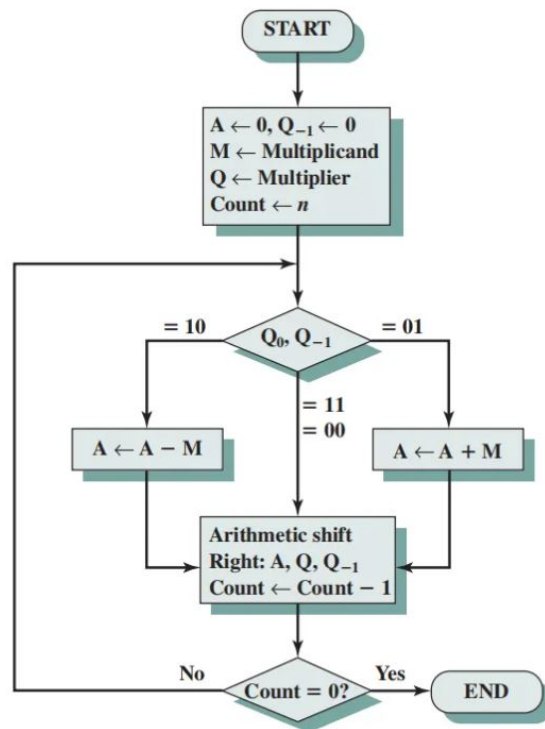 START
A ← 0, Q₋₁ ← 0
M ← Multiplicand
Q ← Multiplier
Count ← n
= 10
Q₀, Q₋₁
= 01
= 11
= 00
A ← A − M
A ← A + M
Arithmetic shift
Right: A, Q, Q₋₁
Count ← Count − 1
No
Count = 0?
Yes
END